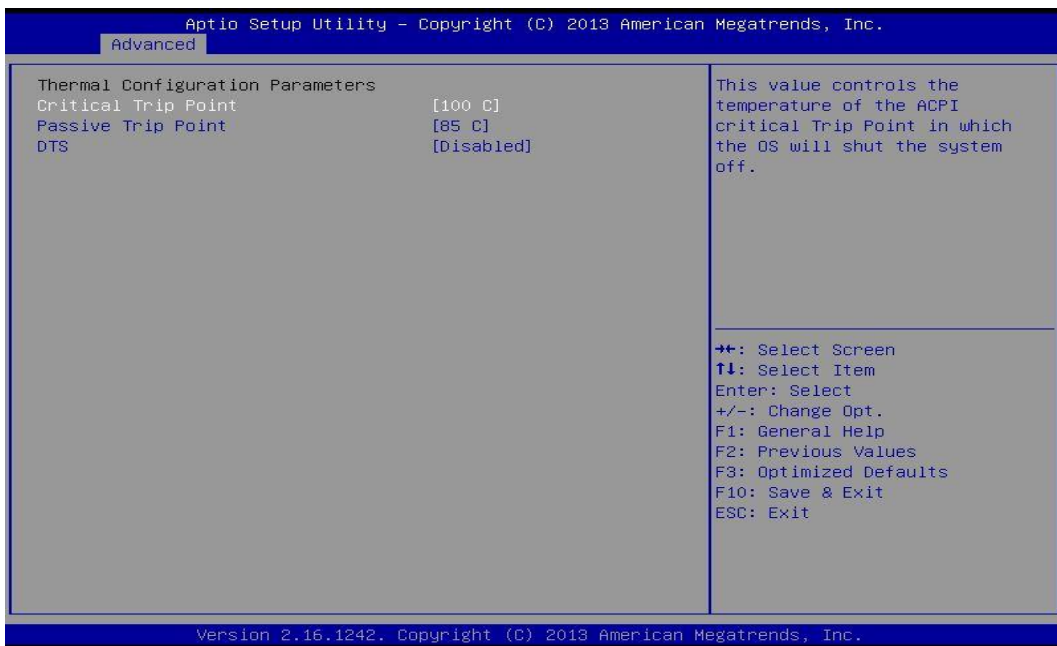 Aptio Setup Utility – Copyright (C) 2013 American Megatrends, Inc.
Advanced
Thermal Configuration Parameters
Critical Trip Point [100 C]
Passive Trip Point [85 C]
DTS [Disabled]
This value controls the
temperature of the ACPI
critical Trip Point in which
the OS will shut the system
off.
→←: Select Screen
↑↓: Select Item
Enter: Select
+/-: Change Opt.
F1: General Help
F2: Previous Values
F3: Optimized Defaults
F10: Save & Exit
ESC: Exit
Version 2.16.1242. Copyright (C) 2013 American Megatrends, Inc.